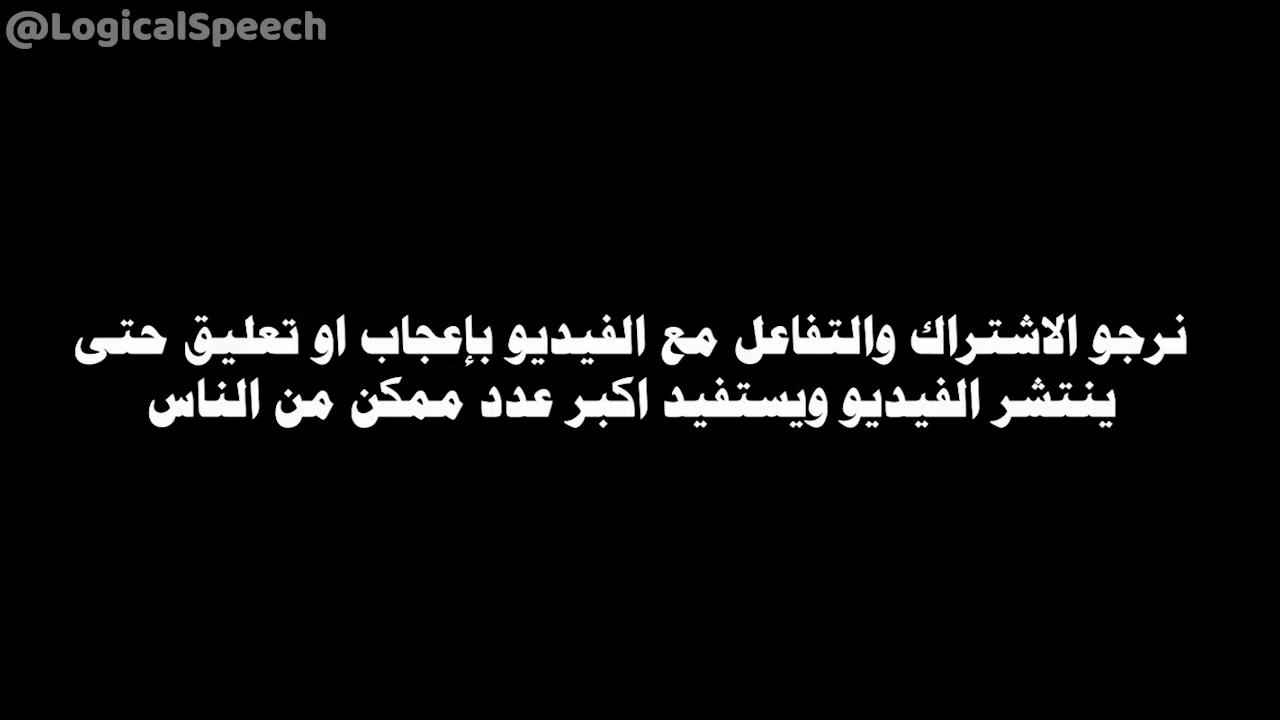 @LogicalSpeech
نرجو الاشتراك والتفاعل مع الفيديو بإعجاب او تعليق حتى
ينتشر الفيديو ويستفيد اكبر عدد ممكن من الناس